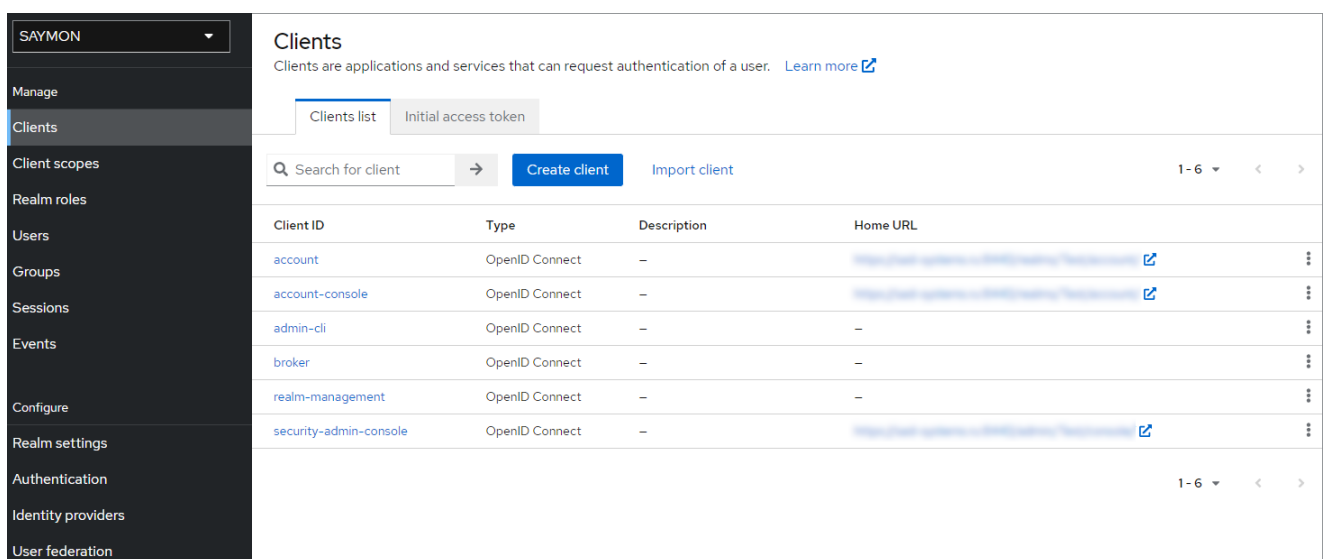 SAYMON
Manage
Clients
Client scopes
Realm roles
Users
Groups
Sessions
Events
Configure
Realm settings
Authentication
Identity providers
User federation
Clients
Clients are applications and services that can request authentication of a user. Learn more
Clients list Initial access token
Search for client Create client Import client 1-6
Client ID Type Description Home URL
account OpenID Connect –
account-console OpenID Connect –
admin-cli OpenID Connect – –
broker OpenID Connect – –
realm-management OpenID Connect – –
security-admin-console OpenID Connect –
1-6